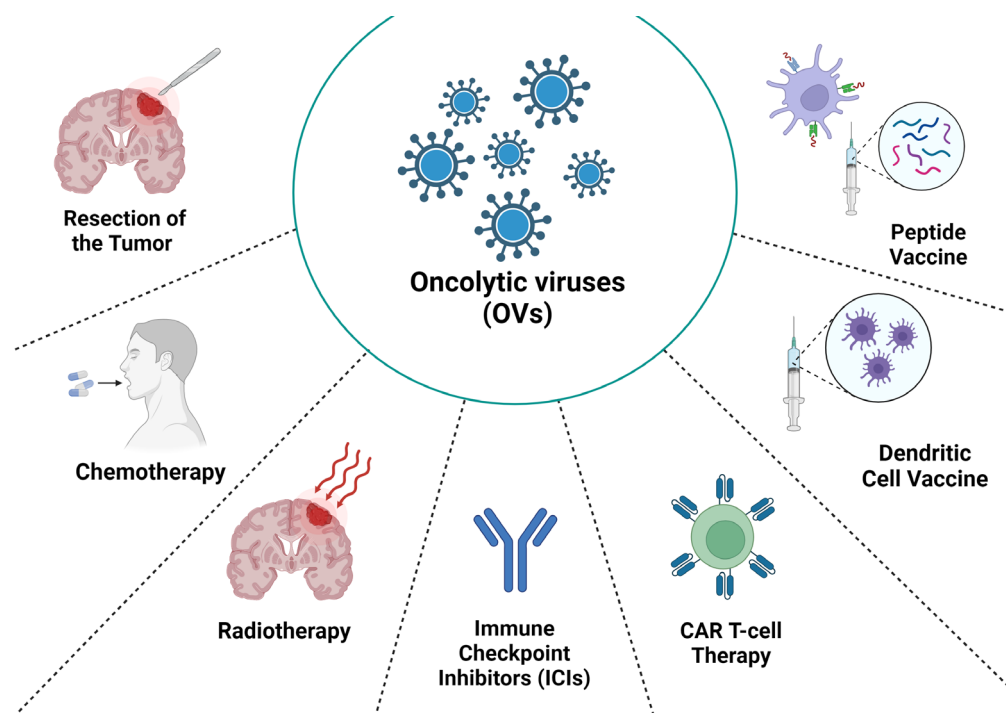 Oncolytic viruses
(OVs)
Resection of
the Tumor
Chemotherapy
Radiotherapy
Immune
Checkpoint
Inhibitors (ICIs)
CAR T-cell
Therapy
Dendritic
Cell Vaccine
Peptide
Vaccine